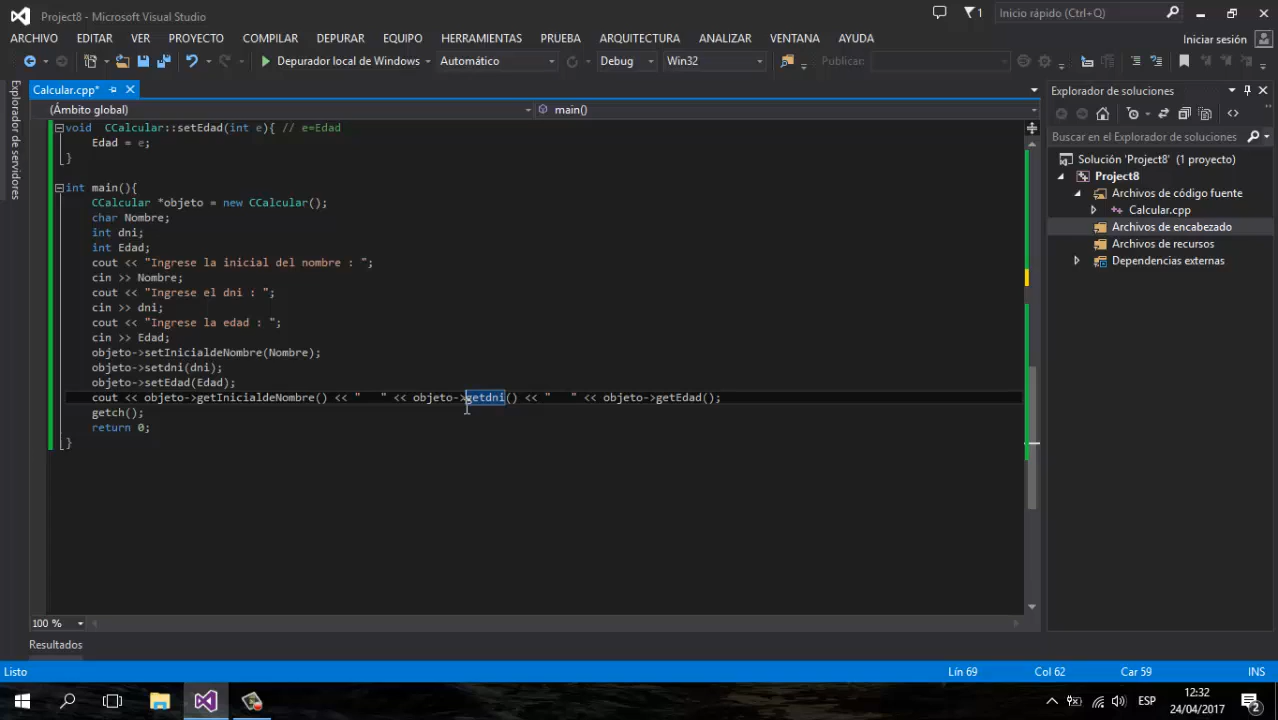 Project8 - Microsoft Visual Studio
1
Inicio rápido (Ctrl+Q)
ARCHIVO EDITAR VER PROYECTO COMPILAR DEPURAR EQUIPO HERRAMIENTAS PRUEBA ARQUITECTURA ANALIZAR VENTANA AYUDA
Iniciar sesión
Depurador local de Windows Automático Debug Win32 Publicar:
Explorador de servidores
Calcular.cpp*
(Ámbito global) main()
void  CCalcular::setEdad(int e){ // e=Edad
Edad = e;
}
int main(){
CCalcular *objeto = new CCalcular();
char Nombre;
int dni;
int Edad;
cout << "Ingrese la inicial del nombre : ";
cin >> Nombre;
cout << "Ingrese el dni : ";
cin >> dni;
cout << "Ingrese la edad : ";
cin >> Edad;
objeto->setInicialdeNombre(Nombre);
objeto->setdni(dni);
objeto->setEdad(Edad);
cout << objeto->getInicialdeNombre() << "   " << objeto->getdni() << "   " << objeto->getEdad();
getch();
return 0;
}
100 %
Resultados
Explorador de soluciones
Buscar en el Explorador de soluciones
Solución 'Project8' (1 proyecto)
Project8
Archivos de código fuente
Calcular.cpp
Archivos de encabezado
Archivos de recursos
Dependencias externas
Listo Lín 69 Col 62 Car 59 INS
ESP
12:32
24/04/2017
2